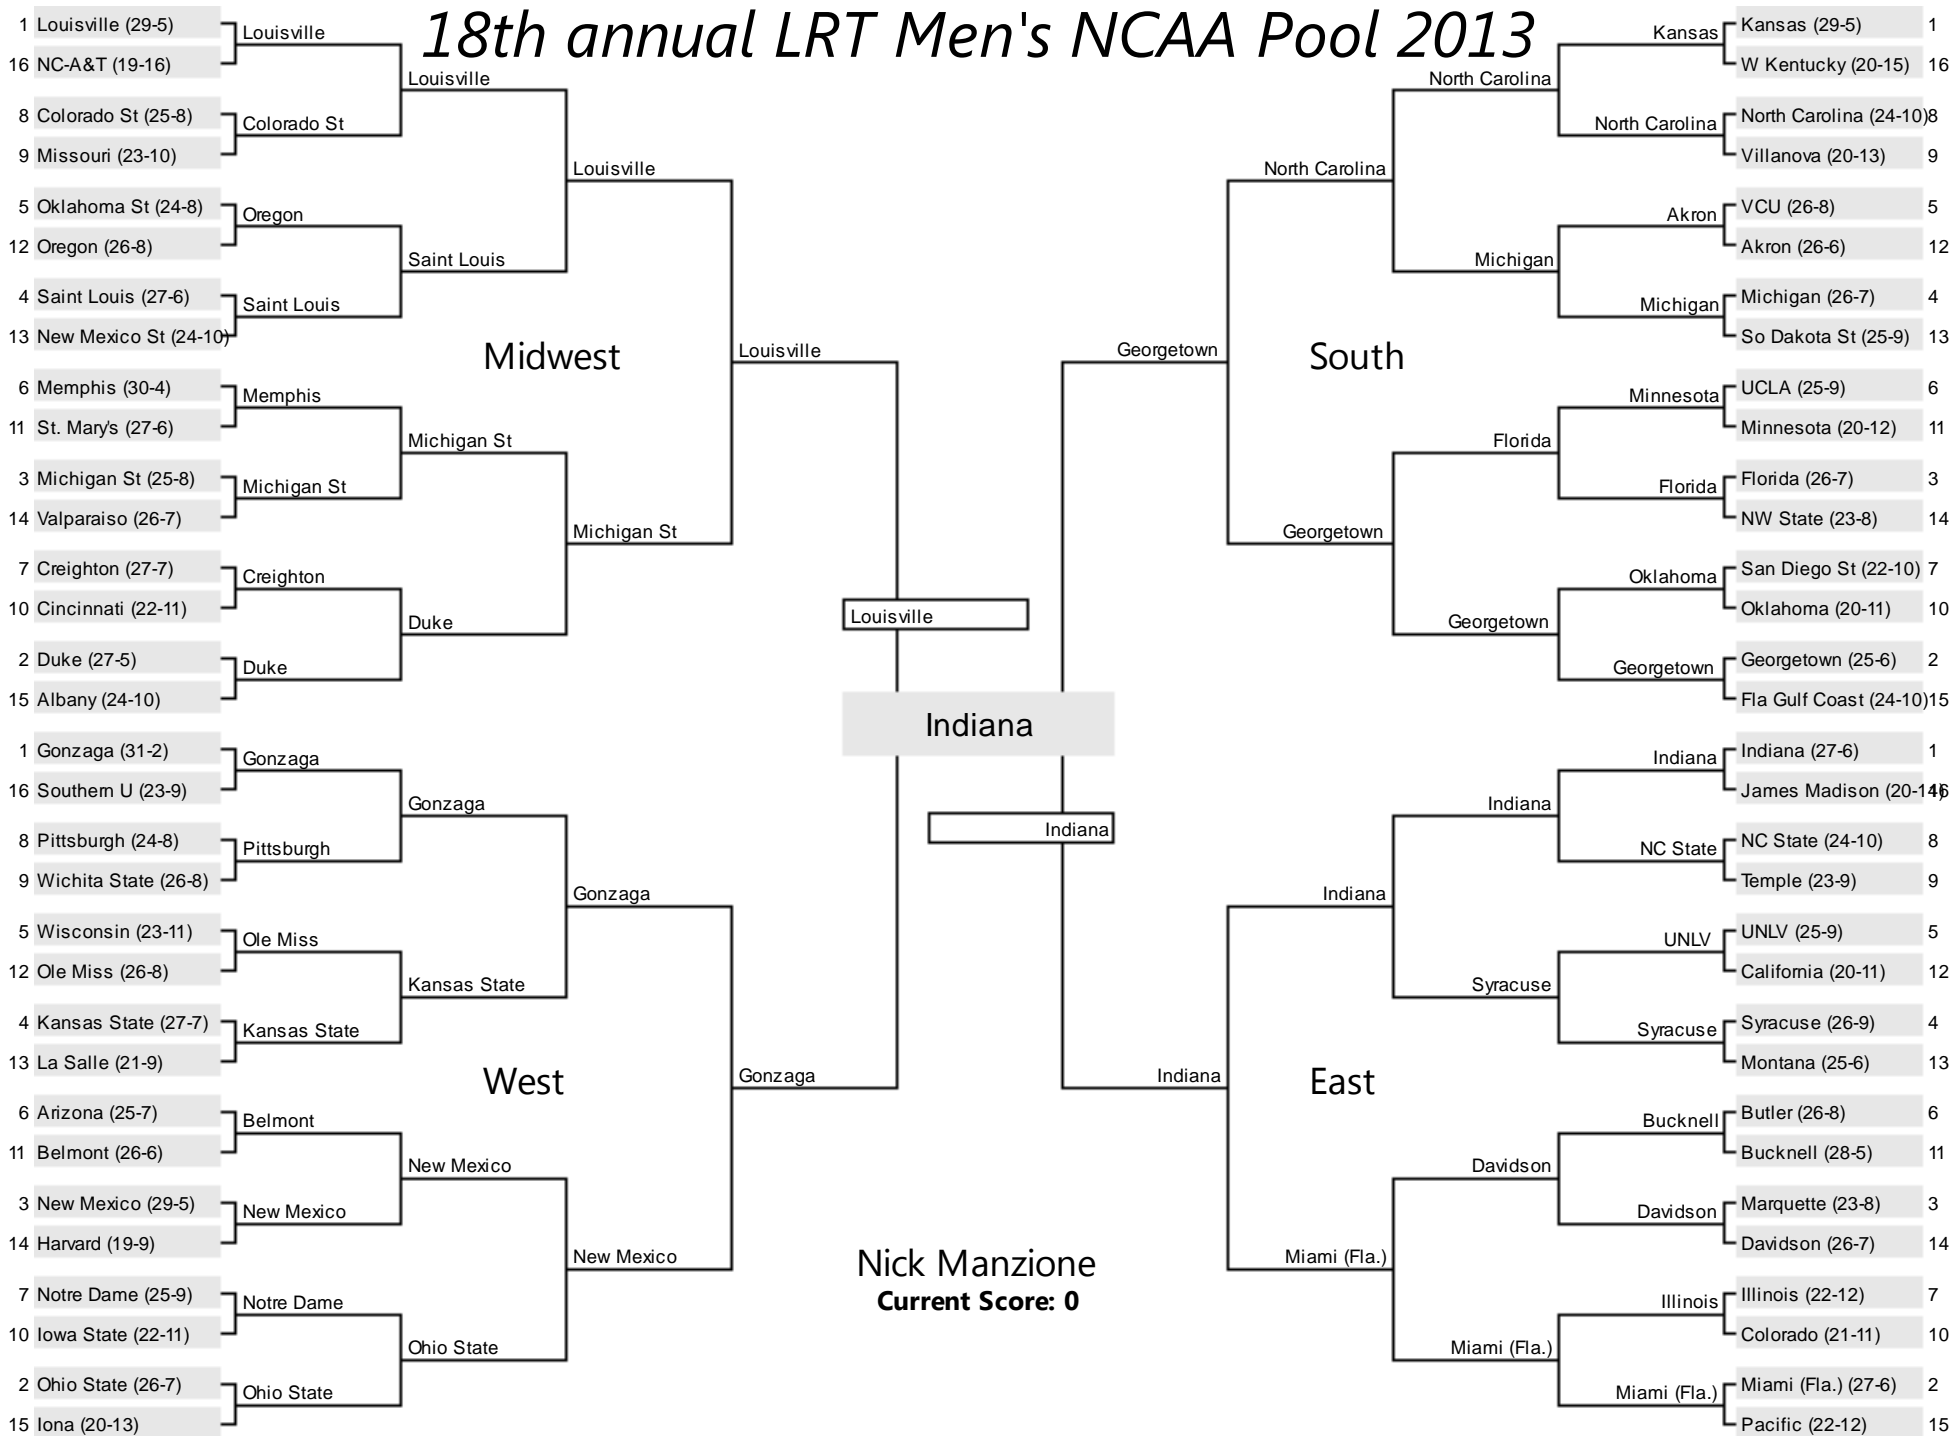 18th annual LRT Men's NCAA Pool 2013
1 Louisville (29-5)
16 NC-A&T (19-16)
8 Colorado St (25-8)
9 Missouri (23-10)
5 Oklahoma St (24-8)
12 Oregon (26-8)
4 Saint Louis (27-6)
13 New Mexico St (24-10)
6 Memphis (30-4)
11 St. Mary's (27-6)
3 Michigan St (25-8)
14 Valparaiso (26-7)
7 Creighton (27-7)
10 Cincinnati (22-11)
2 Duke (27-5)
15 Albany (24-10)
Louisville
Colorado St
Oregon
Saint Louis
Memphis
Michigan St
Creighton
Duke
Louisville
Saint Louis
Michigan St
Duke
Louisville
Michigan St
Louisville
Midwest
1 Gonzaga (31-2)
16 Southern U (23-9)
8 Pittsburgh (24-8)
9 Wichita State (26-8)
5 Wisconsin (23-11)
12 Ole Miss (26-8)
4 Kansas State (27-7)
13 La Salle (21-9)
6 Arizona (25-7)
11 Belmont (26-6)
3 New Mexico (29-5)
14 Harvard (19-9)
7 Notre Dame (25-9)
10 Iowa State (22-11)
2 Ohio State (26-7)
15 Iona (20-13)
Gonzaga
Pittsburgh
Ole Miss
Kansas State
Belmont
New Mexico
Notre Dame
Ohio State
Gonzaga
Kansas State
New Mexico
Ohio State
Gonzaga
New Mexico
Gonzaga
West
Louisville
Indiana
Indiana
Nick Manzione
Current Score: 0
Kansas (29-5) 1
W Kentucky (20-15) 16
North Carolina (24-10) 8
Villanova (20-13) 9
VCU (26-8) 5
Akron (26-6) 12
Michigan (26-7) 4
So Dakota St (25-9) 13
UCLA (25-9) 6
Minnesota (20-12) 11
Florida (26-7) 3
NW State (23-8) 14
San Diego St (22-10) 7
Oklahoma (20-11) 10
Georgetown (25-6) 2
Fla Gulf Coast (24-10) 15
Kansas
North Carolina
Akron
Michigan
Minnesota
Florida
Oklahoma
Georgetown
North Carolina
Michigan
Florida
Georgetown
North Carolina
Georgetown
Georgetown
South
Indiana (27-6) 1
James Madison (20-14) 16
NC State (24-10) 8
Temple (23-9) 9
UNLV (25-9) 5
California (20-11) 12
Syracuse (26-9) 4
Montana (25-6) 13
Butler (26-8) 6
Bucknell (28-5) 11
Marquette (23-8) 3
Davidson (26-7) 14
Illinois (22-12) 7
Colorado (21-11) 10
Miami (Fla.) (27-6) 2
Pacific (22-12) 15
Indiana
NC State
UNLV
Syracuse
Bucknell
Davidson
Illinois
Miami (Fla.)
Indiana
Syracuse
Davidson
Miami (Fla.)
Indiana
Miami (Fla.)
Indiana
East